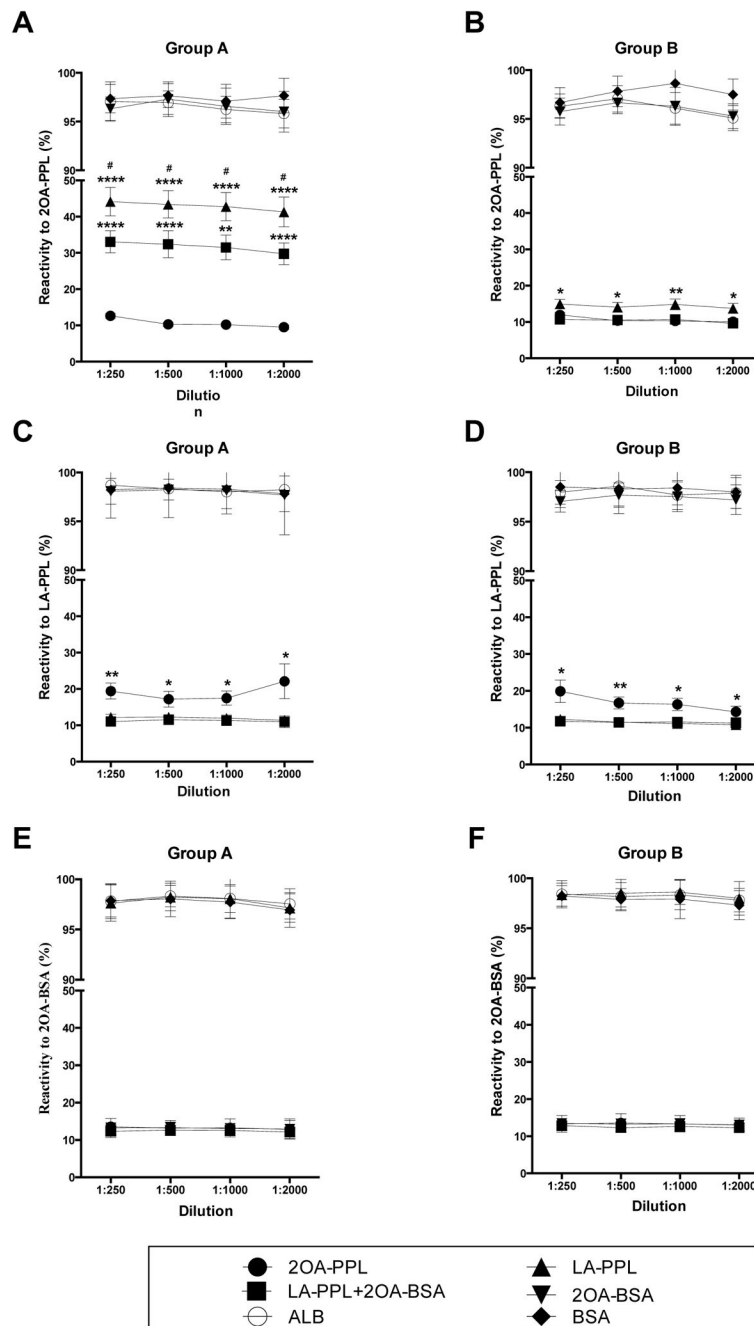 A
Group A
Reactivity to 2OA-PPL (%)
100
95
90
50
40
30
20
10
0
# # # #
**** **** **** ****
**** **** ** ****
1:250 1:500 1:1000 1:2000
Dilutio
n
B
Group B
Reactivity to 2OA-PPL (%)
100
95
90
50
40
30
20
10
0
* * ** *
1:250 1:500 1:1000 1:2000
Dilution
C
Group A
Reactivity to LA-PPL (%)
100
95
90
50
40
30
20
10
0
** * * *
1:250 1:500 1:1000 1:2000
Dilution
D
Group B
Reactivity to LA-PPL (%)
100
95
90
50
40
30
20
10
0
* ** * *
1:250 1:500 1:1000 1:2000
Dilution
E
Group A
Reactivity to 2OA-BSA (%)
100
95
90
50
40
30
20
10
0
1:250 1:500 1:1000 1:2000
Dilution
F
Group B
Reactivity to 2OA-BSA (%)
100
95
90
50
40
30
20
10
0
1:250 1:500 1:1000 1:2000
Dilution
2OA-PPL
LA-PPL
LA-PPL+2OA-BSA
2OA-BSA
ALB
BSA